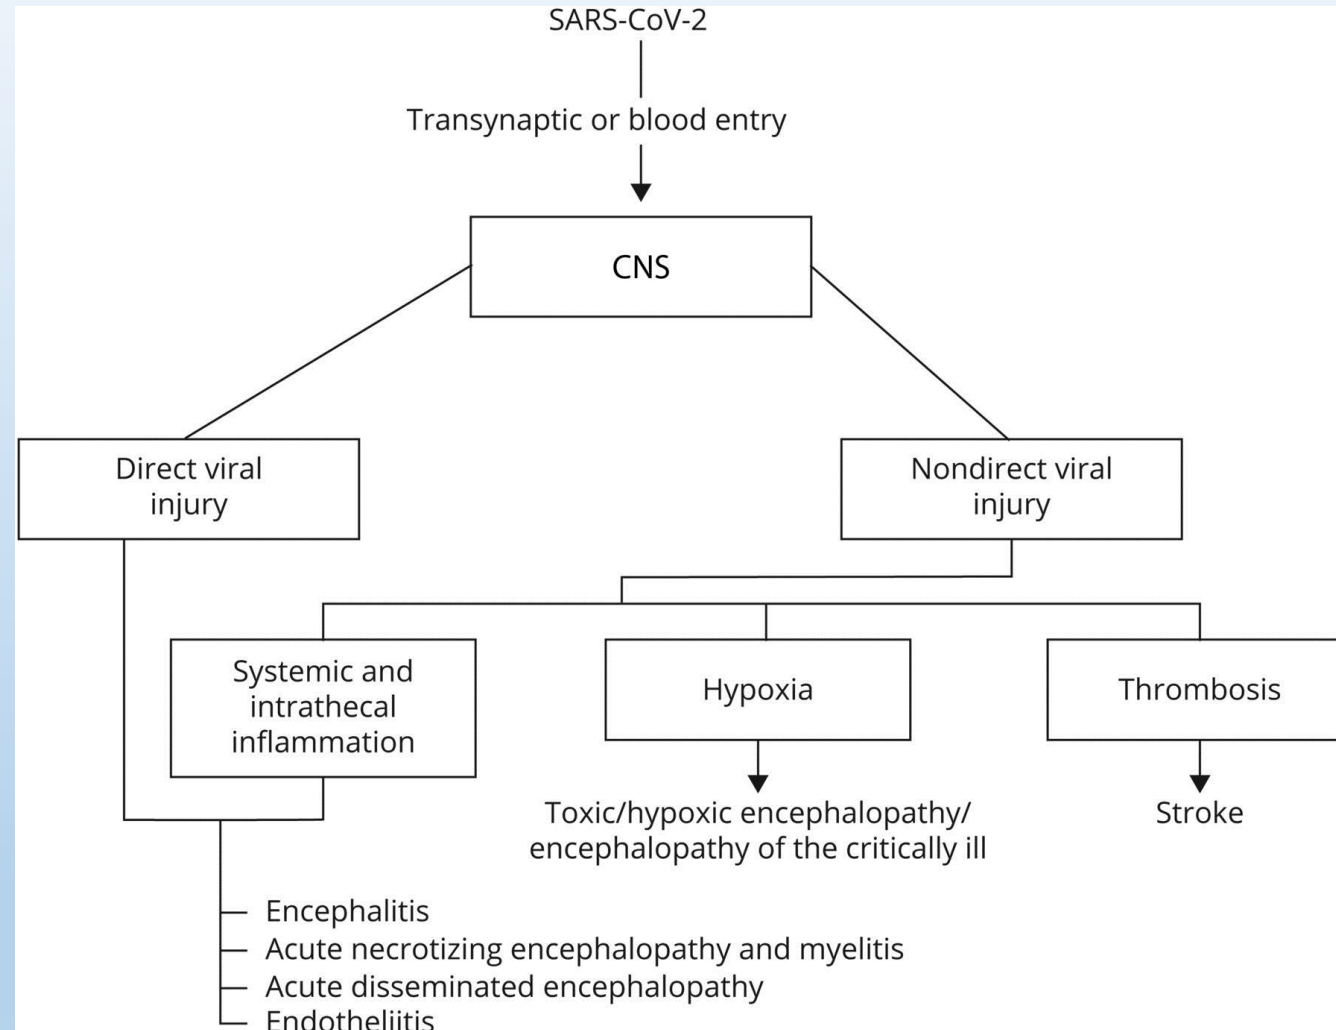 SARS-CoV-2
Transynaptic or blood entry
CNS
Direct viral
injury
Nondirect viral
injury
Systemic and
intrathecal
inflammation
Hypoxia
Thrombosis
Toxic/hypoxic encephalopathy/
encephalopathy of the critically ill
Stroke
Encephalitis
Acute necrotizing encephalopathy and myelitis
Acute disseminated encephalopathy
Endotheliitis